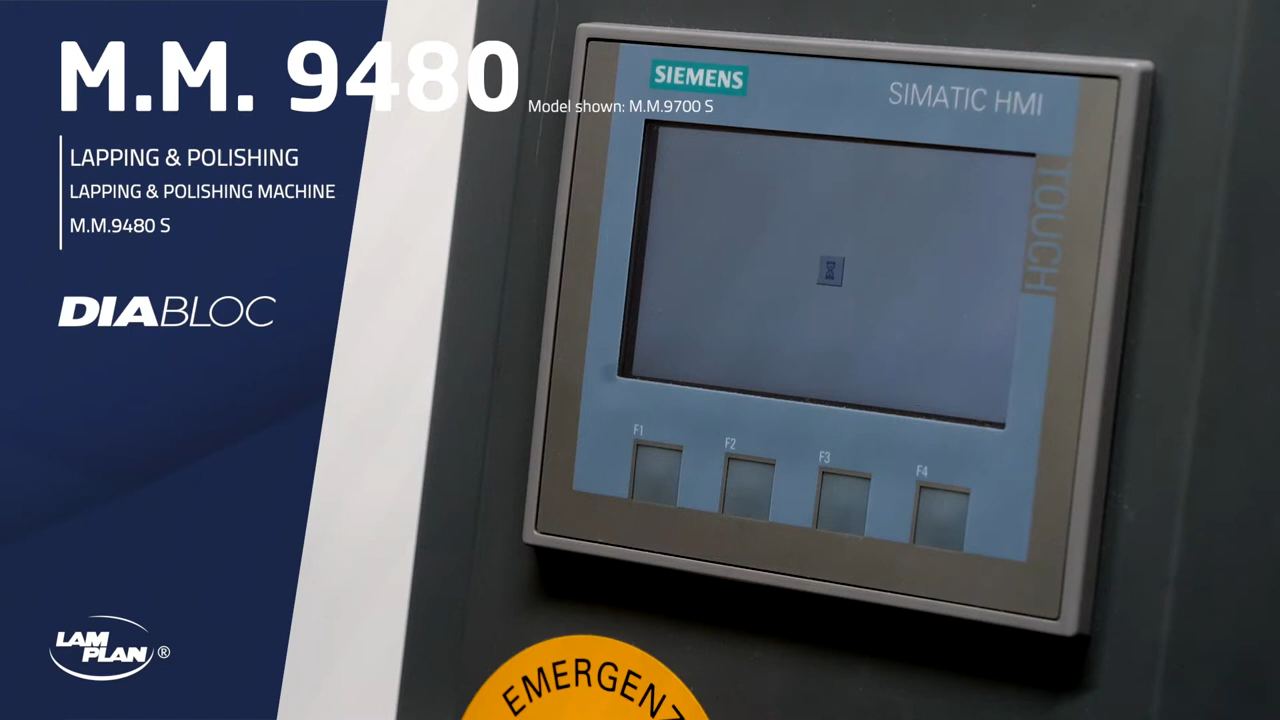 M.M. 9480
Model shown: M.M.9700 S
LAPPING & POLISHING
LAPPING & POLISHING MACHINE
M.M.9480 S
DIABLOC
LAM
PLAN ®
SIEMENS
SIMATIC HMI
TOUCH
F1
F2
F3
F4
EMERGENZ